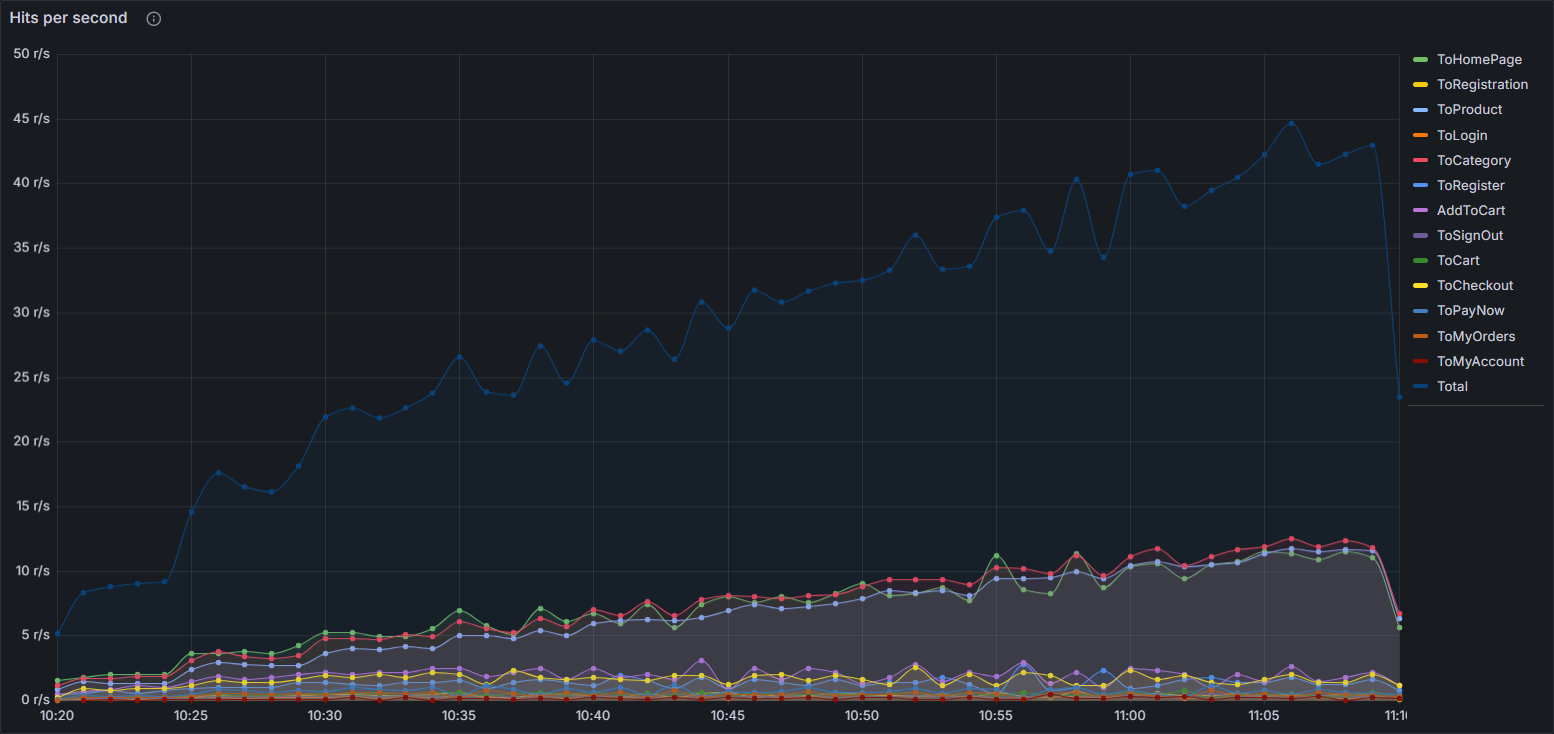 Hits per second
50 r/s
45 r/s
40 r/s
35 r/s
30 r/s
25 r/s
20 r/s
15 r/s
10 r/s
5 r/s
0 r/s
10:20 10:25 10:30 10:35 10:40 10:45 10:50 10:55 11:00 11:05
ToHomePage
ToRegistration
ToProduct
ToLogin
ToCategory
ToRegister
AddToCart
ToSignOut
ToCart
ToCheckout
ToPayNow
ToMyOrders
ToMyAccount
Total